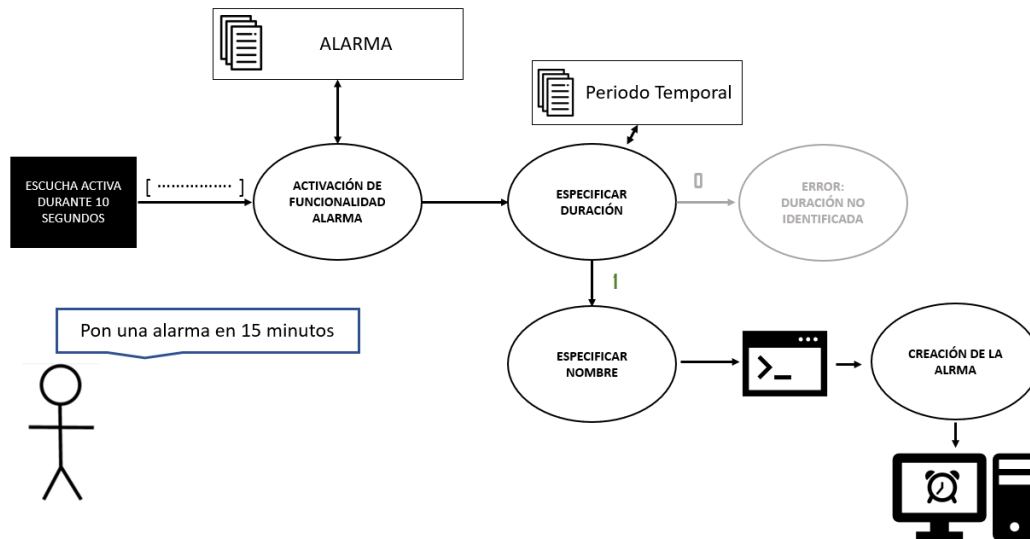 ALARMA
Periodo Temporal
ESCUCHA ACTIVA
DURANTE 10
SEGUNDOS
[ ................ ]
ACTIVACIÓN DE
FUNCIONALIDAD
ALARMA
ESPECIFICAR
DURACIÓN
0
ERROR:
DURACIÓN NO
IDENTIFICADA
1
Pon una alarma en 15 minutos
ESPECIFICAR
NOMBRE
>_
CREACIÓN DE LA
ALRMA